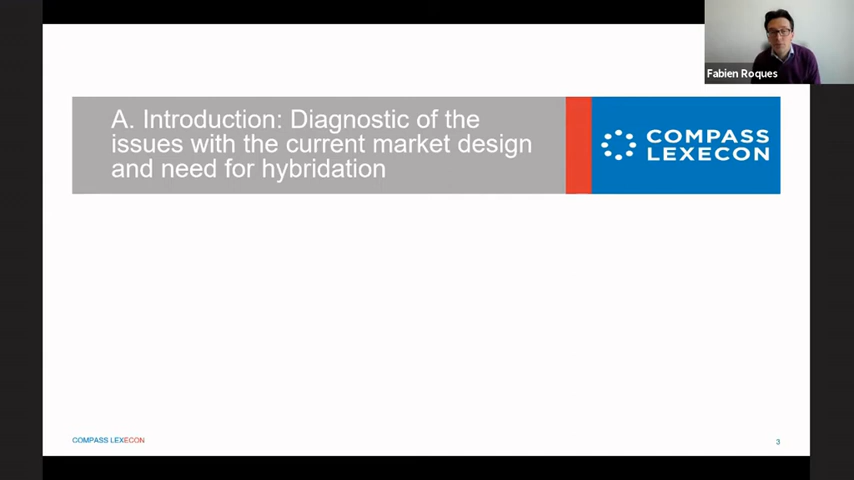 Fabien Roques
A. Introduction: Diagnostic of the
issues with the current market design
and need for hybridation
COMPASS
LEXECON
COMPASS LEXECON
3